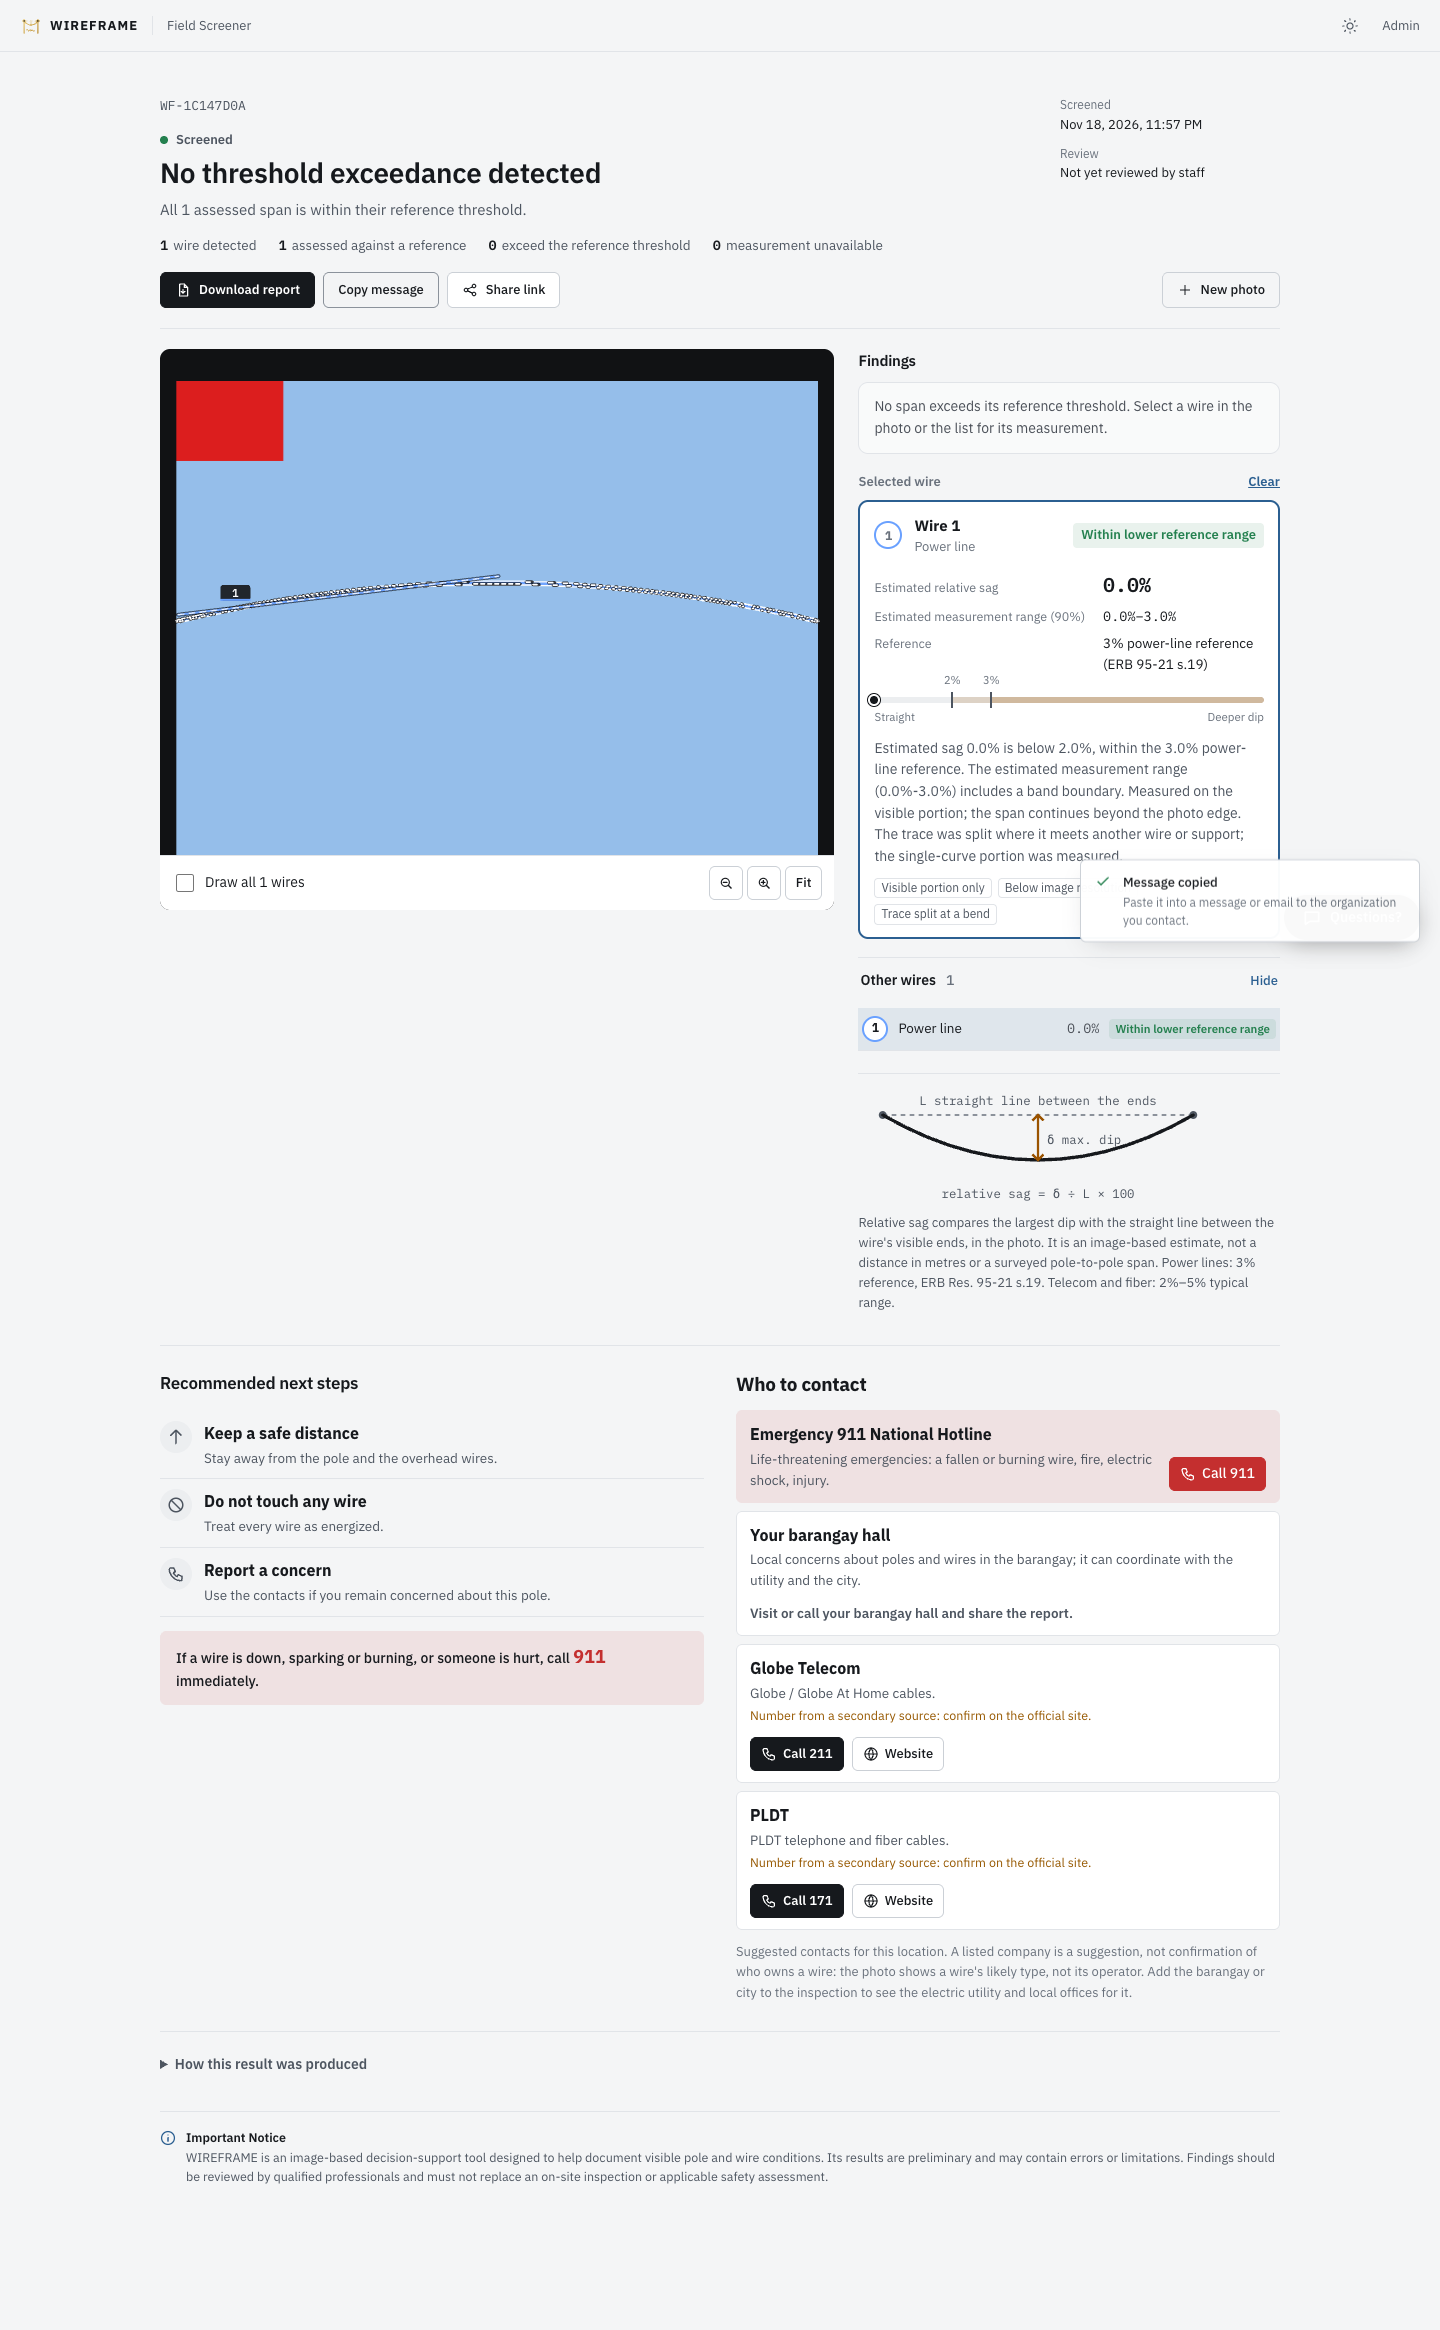 WIREFRAME
Field Screener
Admin
WF-1C147D0A
Screened
No threshold exceedance detected
All 1 assessed span is within their reference threshold.
1 wire detected 1 assessed against a reference 0 exceed the reference threshold 0 measurement unavailable
Screened
Nov 18, 2026, 11:57 PM
Review
Not yet reviewed by staff
Download report
Copy message
Share link
New photo
1
Draw all 1 wires
Fit
Findings
No span exceeds its reference threshold. Select a wire in the
photo or the list for its measurement.
Selected wire
Clear
1
Wire 1
Power line
Within lower reference range
Estimated relative sag 0.0%
Estimated measurement range (90%) 0.0%–3.0%
Reference 3% power-line reference
(ERB 95-21 s.19)
2% 3%
Straight Deeper dip
Estimated sag 0.0% is below 2.0%, within the 3.0% power-
line reference. The estimated measurement range
(0.0%-3.0%) includes a band boundary. Measured on the
visible portion; the span continues beyond the photo edge.
The trace was split where it meets another wire or support;
the single-curve portion was measured.
Visible portion only
Below image
Trace split at a bend
Message copied
Paste it into a message or email to the organization
you contact.
Other wires 1
Hide
1 Power line 0.0% Within lower reference range
L straight line between the ends
δ max. dip
relative sag = δ ÷ L × 100
Relative sag compares the largest dip with the straight line between the
wire's visible ends, in the photo. It is an image-based estimate, not a
distance in metres or a surveyed pole-to-pole span. Power lines: 3%
reference, ERB Res. 95-21 s.19. Telecom and fiber: 2%–5% typical
range.
Recommended next steps
Keep a safe distance
Stay away from the pole and the overhead wires.
Do not touch any wire
Treat every wire as energized.
Report a concern
Use the contacts if you remain concerned about this pole.
If a wire is down, sparking or burning, or someone is hurt, call 911
immediately.
Who to contact
Emergency 911 National Hotline
Life-threatening emergencies: a fallen or burning wire, fire, electric
shock, injury.
Call 911
Your barangay hall
Local concerns about poles and wires in the barangay; it can coordinate with the
utility and the city.
Visit or call your barangay hall and share the report.
Globe Telecom
Globe / Globe At Home cables.
Number from a secondary source: confirm on the official site.
Call 211
Website
PLDT
PLDT telephone and fiber cables.
Number from a secondary source: confirm on the official site.
Call 171
Website
Suggested contacts for this location. A listed company is a suggestion, not confirmation of
who owns a wire: the photo shows a wire's likely type, not its operator. Add the barangay or
city to the inspection to see the electric utility and local offices for it.
How this result was produced
Important Notice
WIREFRAME is an image-based decision-support tool designed to help document visible pole and wire conditions. Its results are preliminary and may contain errors or limitations. Findings should
be reviewed by qualified professionals and must not replace an on-site inspection or applicable safety assessment.